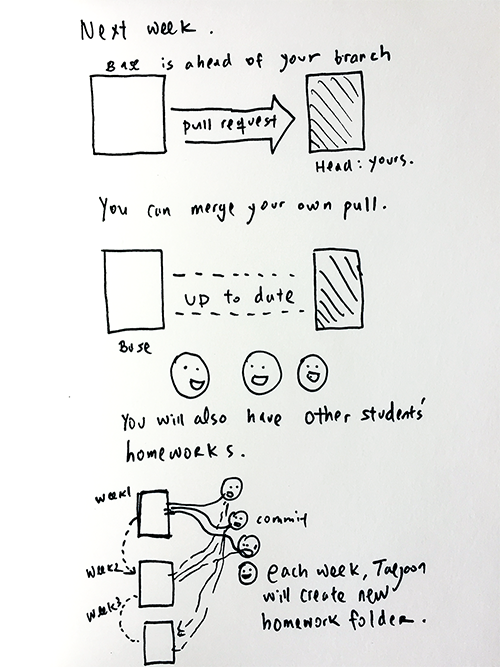 Next week.
Base is ahead of your branch
pull request
Head: yours.
You can merge your own pull.
up to date
Base
You will also have other students'
homeworks.
week1
commit
week2
each week, Taeyoon
week3
will create new
homework folder.